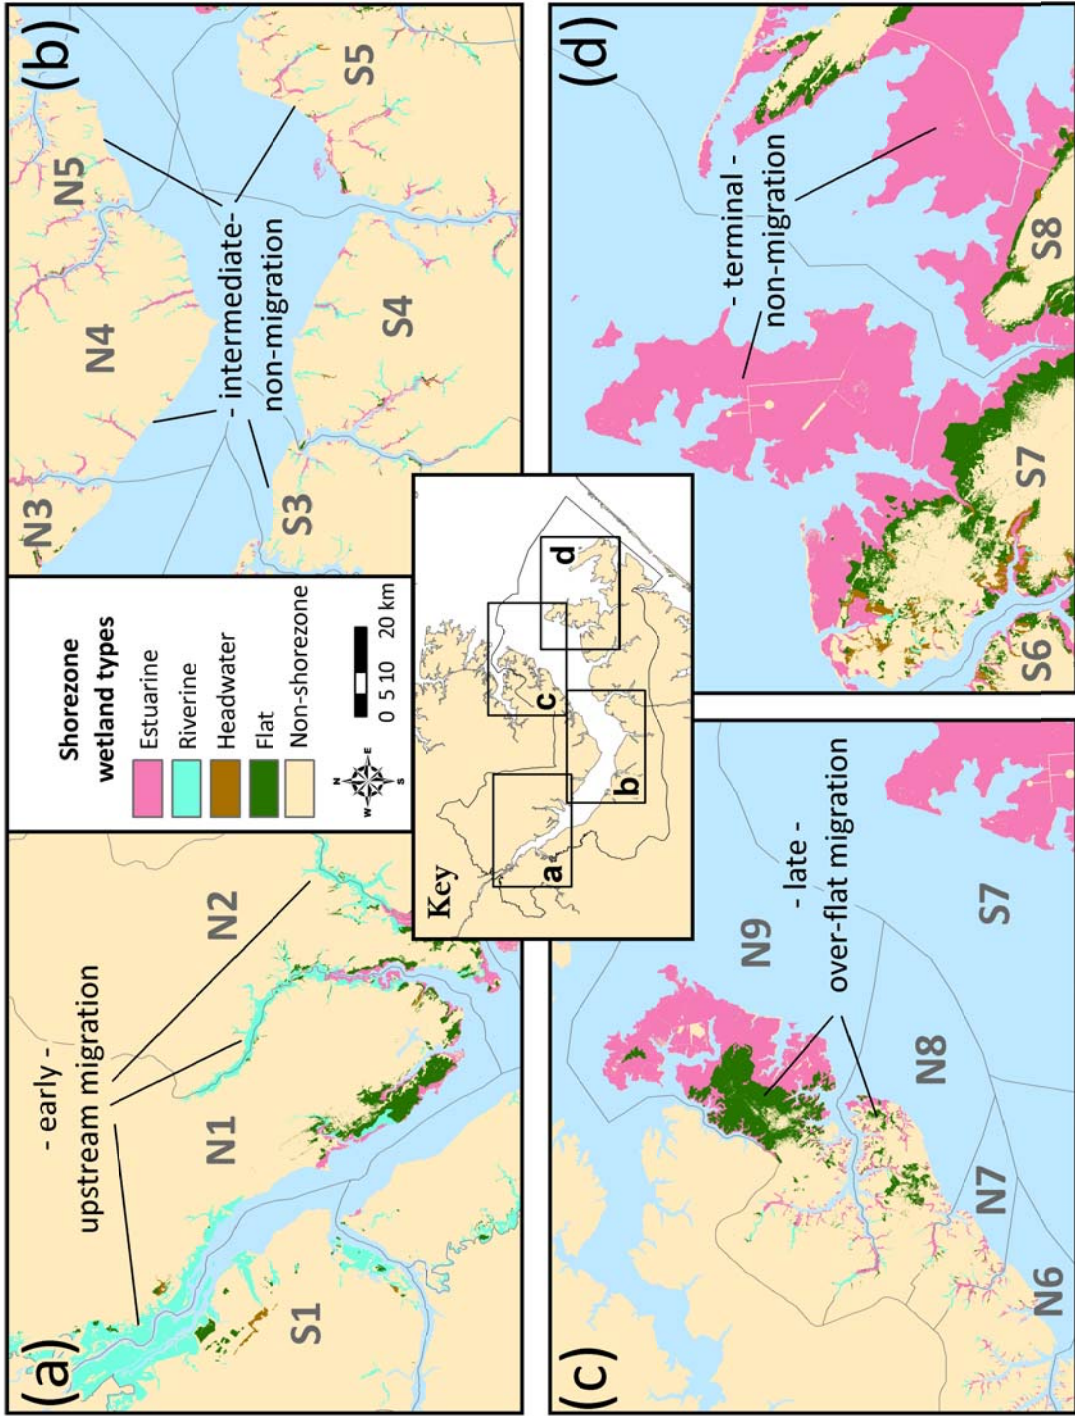 (a)
- early -
upstream migration
N1
N2
S1
Shorezone
wetland types
Estuarine
Riverine
Headwater
Flat
Non-shorezone
N
W
E
S
0 5 10 20 km
(b)
N3
N4
N5
- intermediate-
non-migration
S3
S4
S5
Key
a
b
c
d
(c)
- late -
over-flat migration
N9
N8
N7
N6
S7
(d)
- terminal -
non-migration
S6
S7
S8